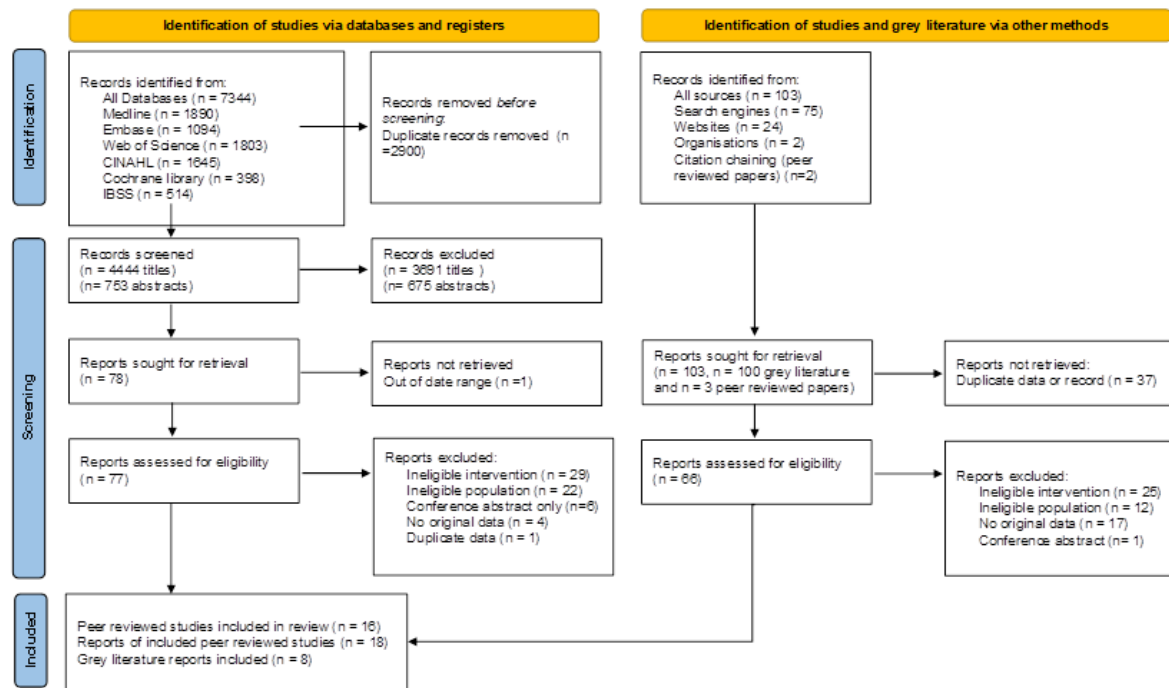 Identification of studies via databases and registers
Identification of studies and grey literature via other methods
Identification
Records identified from:
All Databases (n = 7344)
Medline (n = 1890)
Embase (n = 1094)
Web of Science (n = 1803)
CINAHL (n = 1645)
Cochrane library (n = 398)
IBSS (n = 514)
Records removed before
screening:
Duplicate records removed (n
=2900)
Records identified from:
All sources (n = 103)
Search engines (n = 75)
Websites (n = 24)
Organisations (n = 2)
Citation chaining (peer
reviewed papers) (n=2)
Screening
Records screened
(n = 4444 titles)
(n= 753 abstracts)
Records excluded
(n = 3691 titles )
(n= 675 abstracts)
Reports sought for retrieval
(n = 78)
Reports not retrieved
Out of date range (n =1)
Reports sought for retrieval
(n = 103, n = 100 grey literature
and n = 3 peer reviewed papers)
Reports not retrieved:
Duplicate data or record (n = 37)
Reports assessed for eligibility
(n = 77)
Reports excluded:
Ineligible intervention (n = 29)
Ineligible population (n = 22)
Conference abstract only (n=6)
No original data (n = 4)
Duplicate data (n = 1)
Reports assessed for eligibility
(n = 66)
Reports excluded:
Ineligible intervention (n = 25)
Ineligible population (n = 12)
No original data (n = 17)
Conference abstract (n= 1)
Included
Peer reviewed studies included in review (n = 16)
Reports of included peer reviewed studies (n = 18)
Grey literature reports included (n = 8)